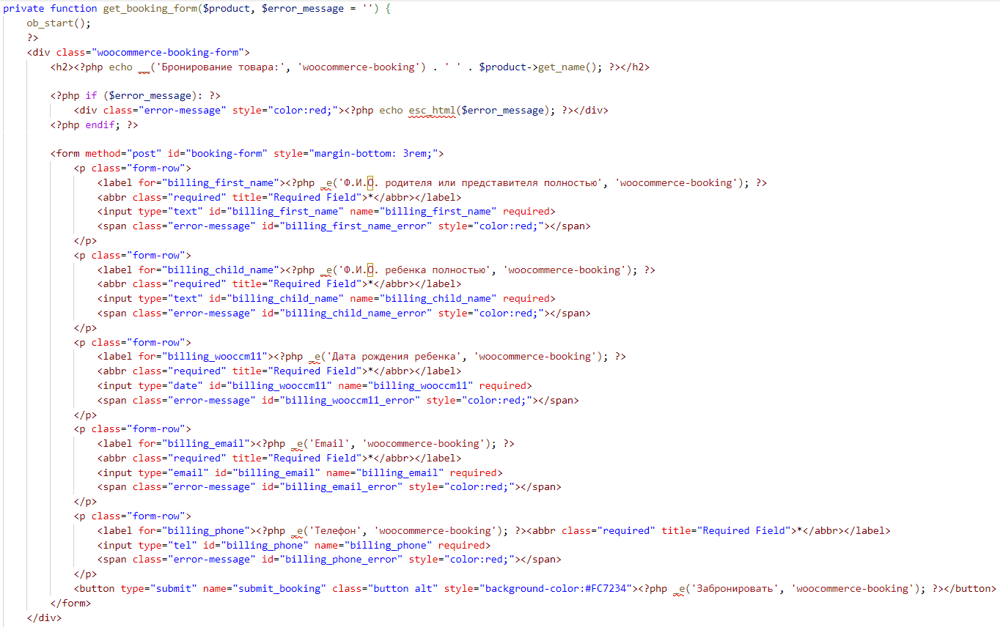 private function get_booking_form($product, $error_message = '') {
    ob_start();
    ?>
    <div class="woocommerce-booking-form">
        <h2><?php echo __('Бронирование товара:', 'woocommerce-booking') . ' ' . $product->get_name(); ?></h2>

        <?php if ($error_message): ?>
            <div class="error-message" style="color:red;"><?php echo esc_html($error_message); ?></div>
        <?php endif; ?>

        <form method="post" id="booking-form" style="margin-bottom: 3rem;">
            <p class="form-row">
                <label for="billing_first_name"><?php _e('Ф.И.О. родителя или представителя полностью', 'woocommerce-booking'); ?>
                <abbr class="required" title="Required Field">*</abbr></label>
                <input type="text" id="billing_first_name" name="billing_first_name" required>
                <span class="error-message" id="billing_first_name_error" style="color:red;"></span>
            </p>
            <p class="form-row">
                <label for="billing_child_name"><?php _e('Ф.И.О. ребенка полностью', 'woocommerce-booking'); ?>
                <abbr class="required" title="Required Field">*</abbr></label>
                <input type="text" id="billing_child_name" name="billing_child_name" required>
                <span class="error-message" id="billing_child_name_error" style="color:red;"></span>
            </p>
            <p class="form-row">
                <label for="billing_wooccm11"><?php _e('Дата рождения ребенка', 'woocommerce-booking'); ?>
                <abbr class="required" title="Required Field">*</abbr></label>
                <input type="date" id="billing_wooccm11" name="billing_wooccm11" required>
                <span class="error-message" id="billing_wooccm11_error" style="color:red;"></span>
            </p>
            <p class="form-row">
                <label for="billing_email"><?php _e('Email', 'woocommerce-booking'); ?>
                <abbr class="required" title="Required Field">*</abbr></label>
                <input type="email" id="billing_email" name="billing_email" required>
                <span class="error-message" id="billing_email_error" style="color:red;"></span>
            </p>
            <p class="form-row">
                <label for="billing_phone"><?php _e('Телефон', 'woocommerce-booking'); ?><abbr class="required" title="Required Field">*</abbr></label>
                <input type="tel" id="billing_phone" name="billing_phone" required>
                <span class="error-message" id="billing_phone_error" style="color:red;"></span>
            </p>
            <button type="submit" name="submit_booking" class="button alt" style="background-color:#FC7234"><?php _e('Забронировать', 'woocommerce-booking'); ?></button>
        </form>
    </div>